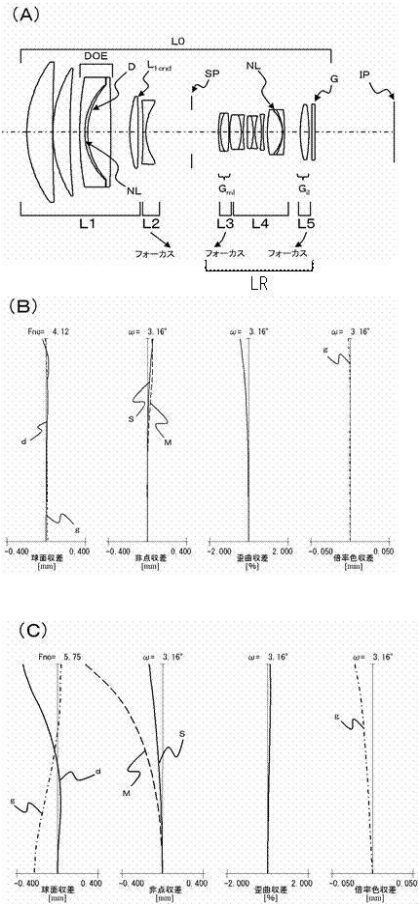 (A)
L0
DOE
D
L1ond
SP
NL
G
IP
NL
Gm1
Gi
L1
L2
L3
L4
L5
フォーカス
フォーカス
フォーカス
LR
(B)
Fno= 4.12
ω= 3.16°
ω= 3.16°
ω= 3.16°
g
S
M
d
g
-0.400
0.400
-0.400
0.400
-2.000
2.000
-0.050
0.050
球面収差
非点収差
歪曲収差
倍率色収差
[mm]
[mm]
[%]
[mm]
(C)
Fno= 5.75
ω= 3.16°
ω= 3.16°
ω= 3.16°
g
S
d
M
g
-0.400
0.400
-0.400
0.400
-2.000
2.000
-0.050
0.050
球面収差
非点収差
歪曲収差
倍率色収差
[mm]
[mm]
[%]
[mm]